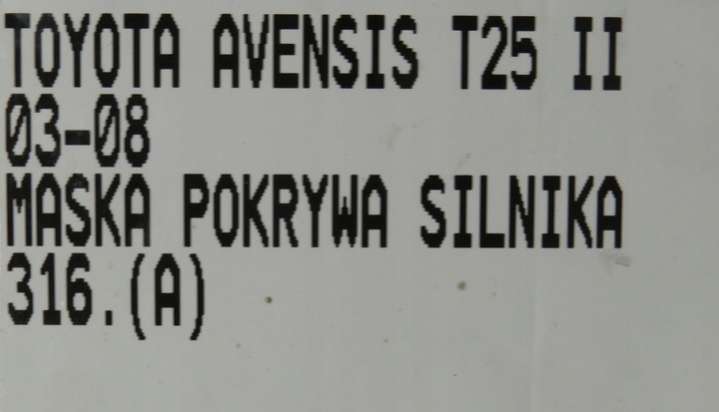 TOYOTA AVENSIS T25 II
03-08
MASKA POKRYWA SILNIKA
316.(A)